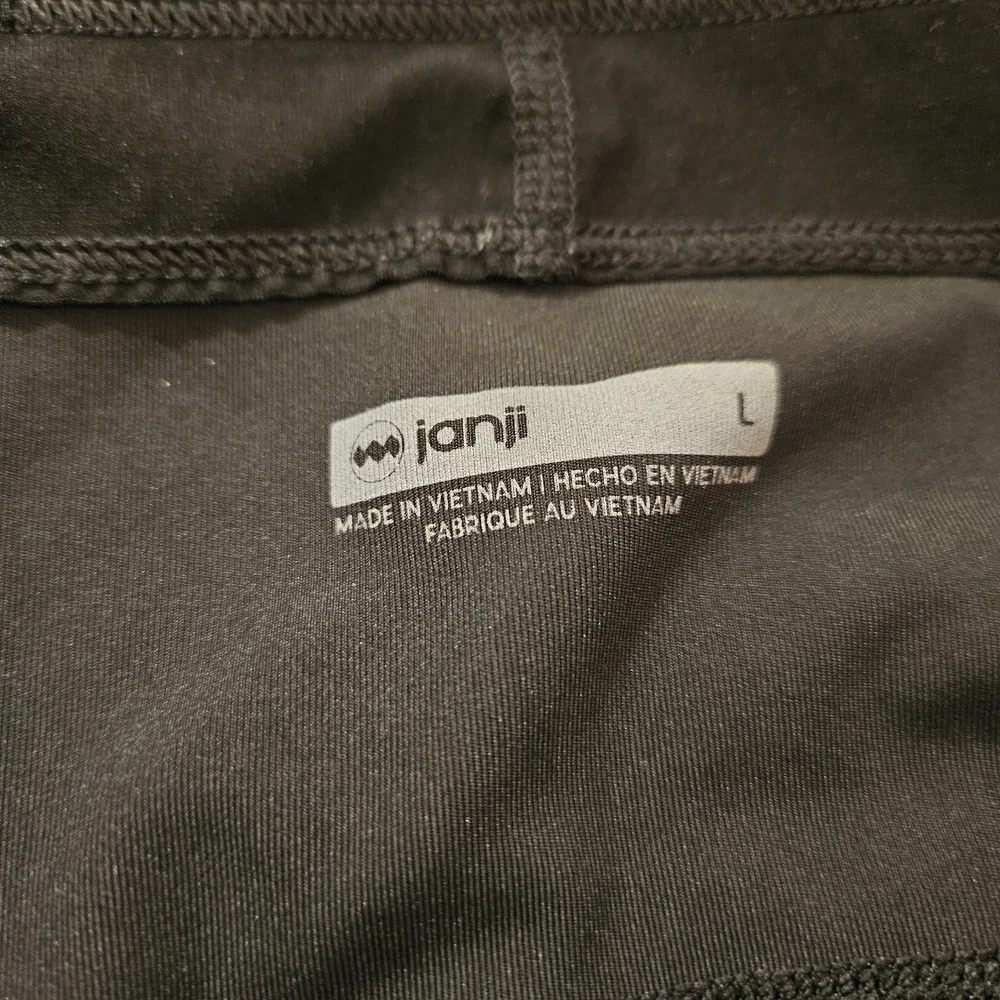 janji L
MADE IN VIETNAM | HECHO EN VIETNAM
FABRIQUE AU VIETNAM